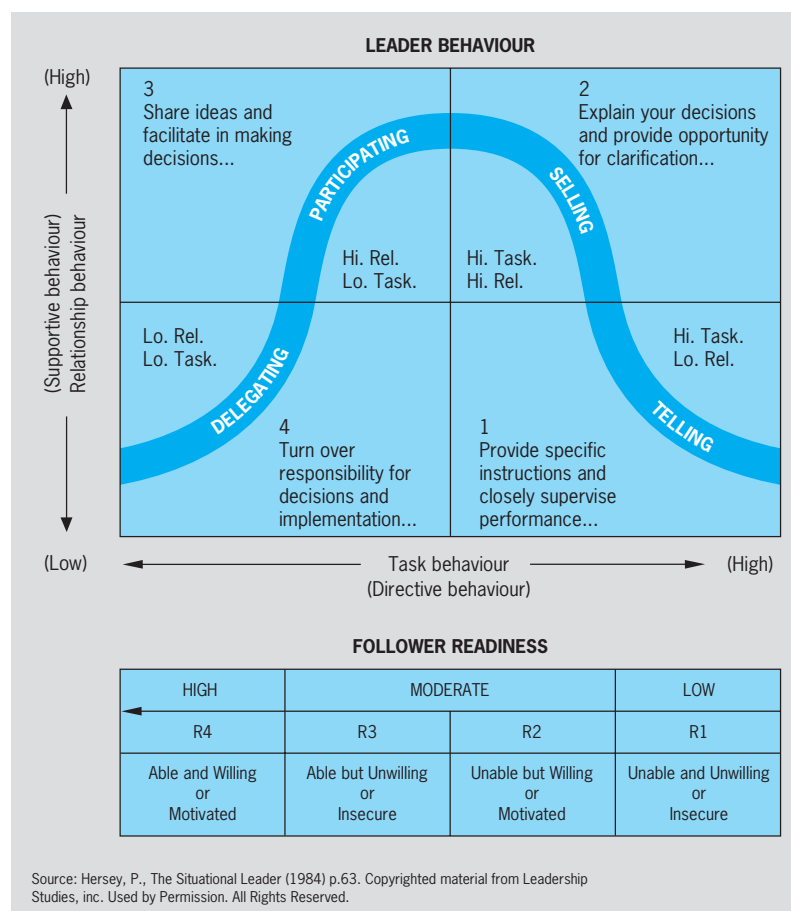 LEADER BEHAVIOUR
(High)
(Supportive behaviour)
Relationship behaviour
(Low)
3
Share ideas and
facilitate in making
decisions...
2
Explain your decisions
and provide opportunity
for clarification...
PARTICIPATING
SELLING
Hi. Rel.
Lo. Task.
Hi. Task.
Hi. Rel.
Lo. Rel.
Lo. Task.
Hi. Task.
Lo. Rel.
DELEGATING
TELLING
4
Turn over
responsibility for
decisions and
implementation...
1
Provide specific
instructions and
closely supervise
performance...
Task behaviour
(Directive behaviour)
(High)
FOLLOWER READINESS
HIGH
MODERATE
LOW
R4
R3
R2
R1
Able and Willing
or
Motivated
Able but Unwilling
or
Insecure
Unable but Willing
or
Motivated
Unable and Unwilling
or
Insecure
Source: Hersey, P., The Situational Leader (1984) p.63. Copyrighted material from Leadership
Studies, inc. Used by Permission. All Rights Reserved.